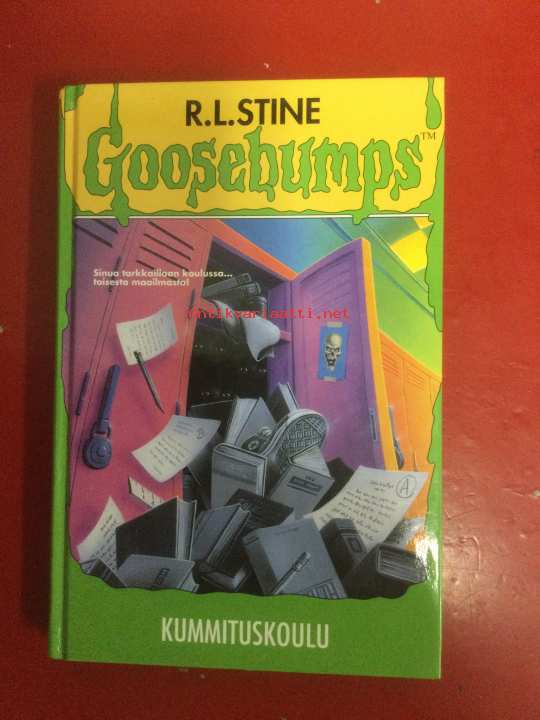 R.L.STINE
Goosebumps™
Sinua tarkkaillaan koulussa...
toisesta maailmasta!
antikvariaatti.net
A
KUMMITUSKOULU